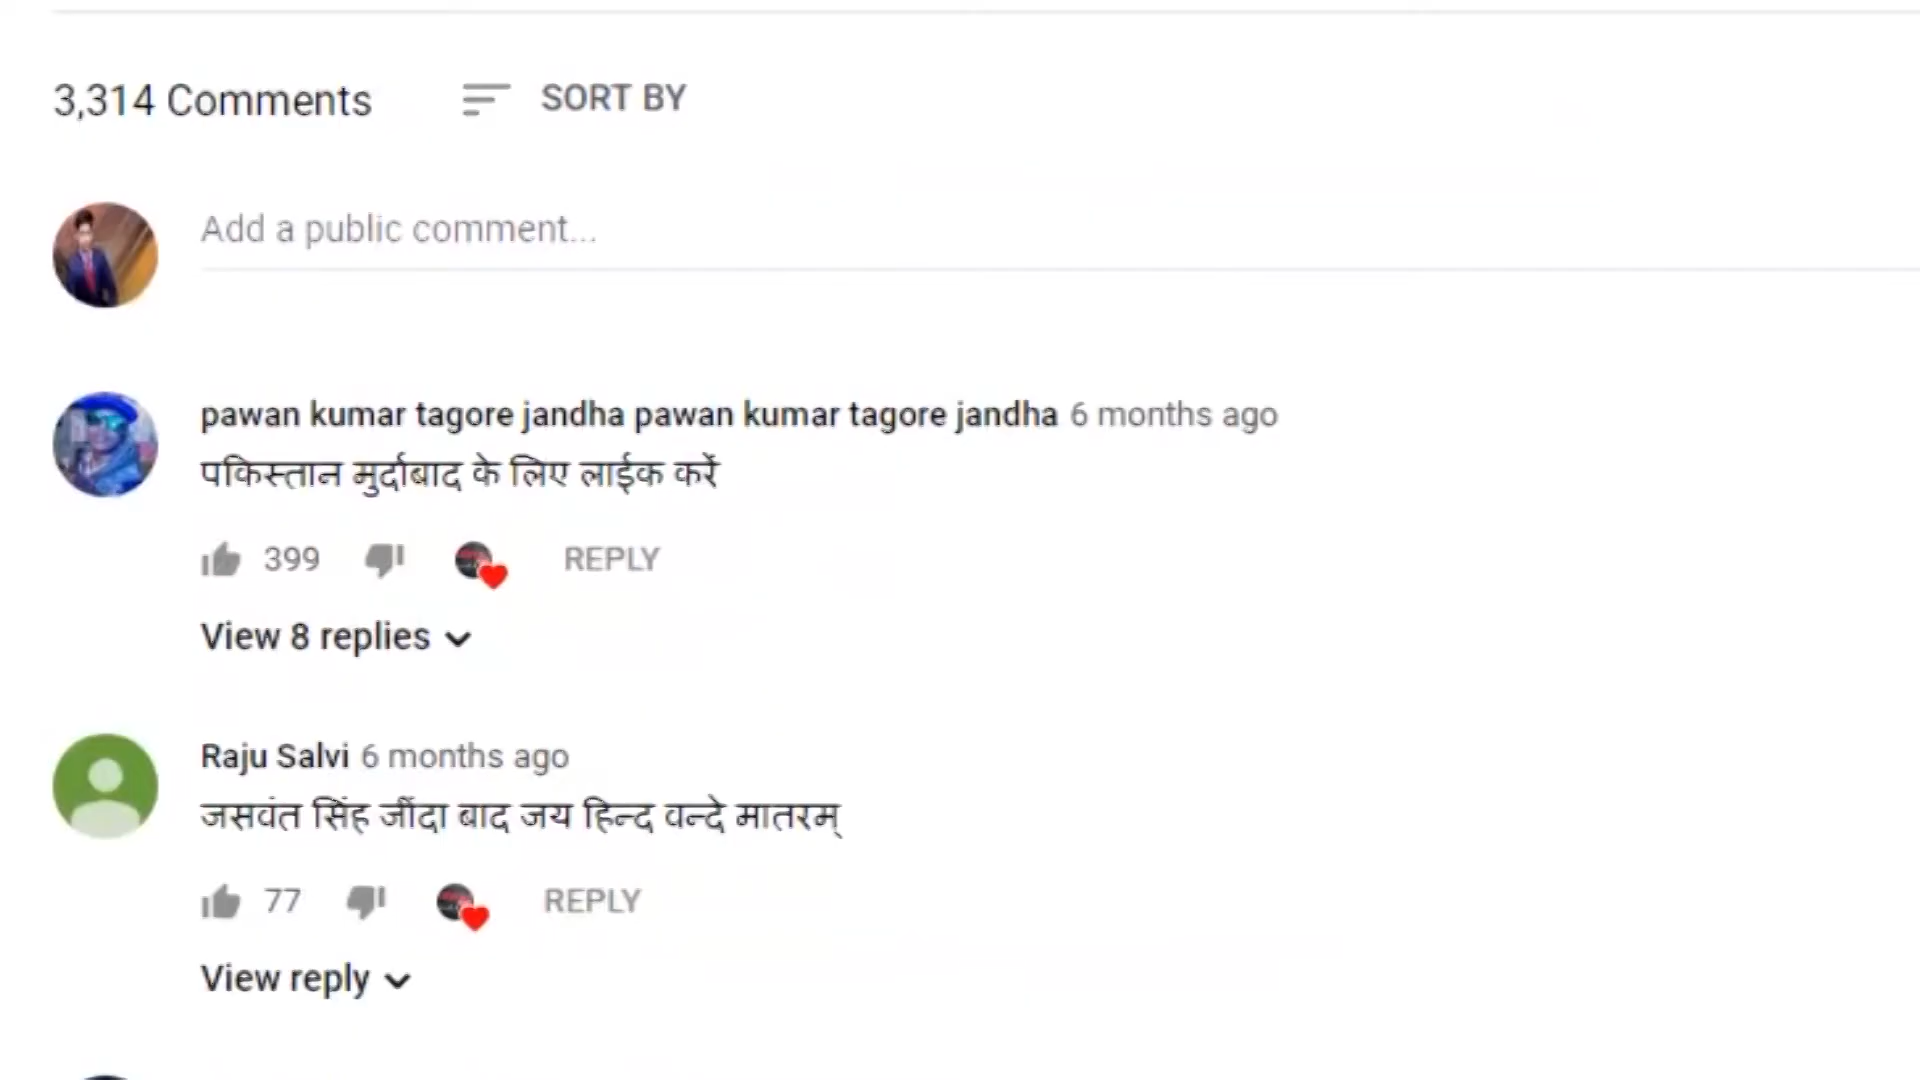 3,314 Comments SORT BY
Add a public comment...
pawan kumar tagore jandha pawan kumar tagore jandha 6 months ago
पकिस्तान मुर्दाबाद के लिए लाईक करें
399 REPLY
View 8 replies
Raju Salvi 6 months ago
जसवंत सिंह जींदा बाद जय हिन्द वन्दे मातरम्
77 REPLY
View reply